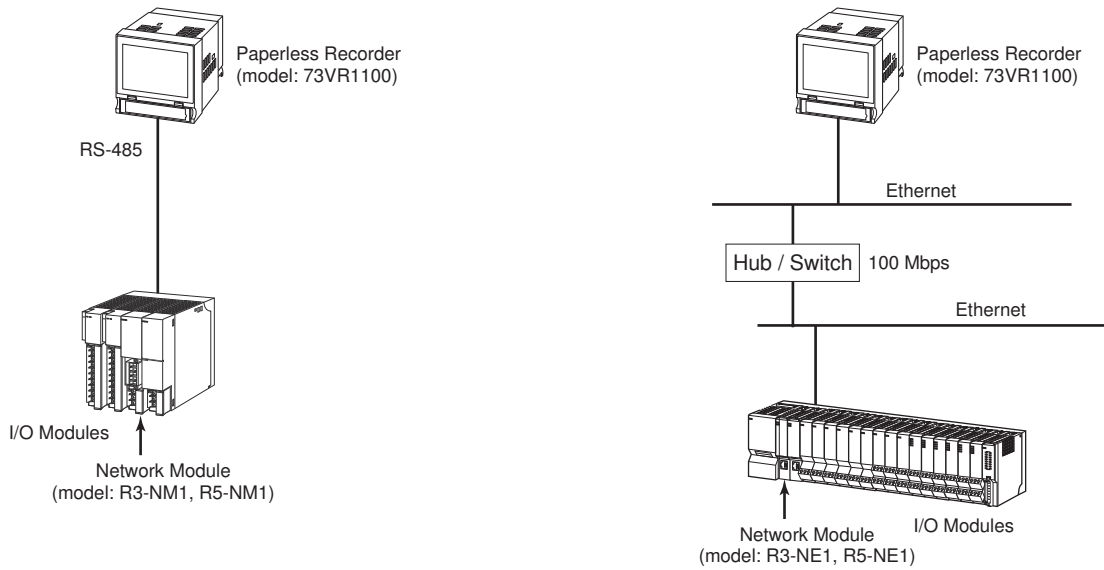 Paperless Recorder
(model: 73VR1100)
RS-485
I/O Modules
Network Module
(model: R3-NM1, R5-NM1)
Paperless Recorder
(model: 73VR1100)
Ethernet
Hub / Switch
100 Mbps
Ethernet
I/O Modules
Network Module
(model: R3-NE1, R5-NE1)